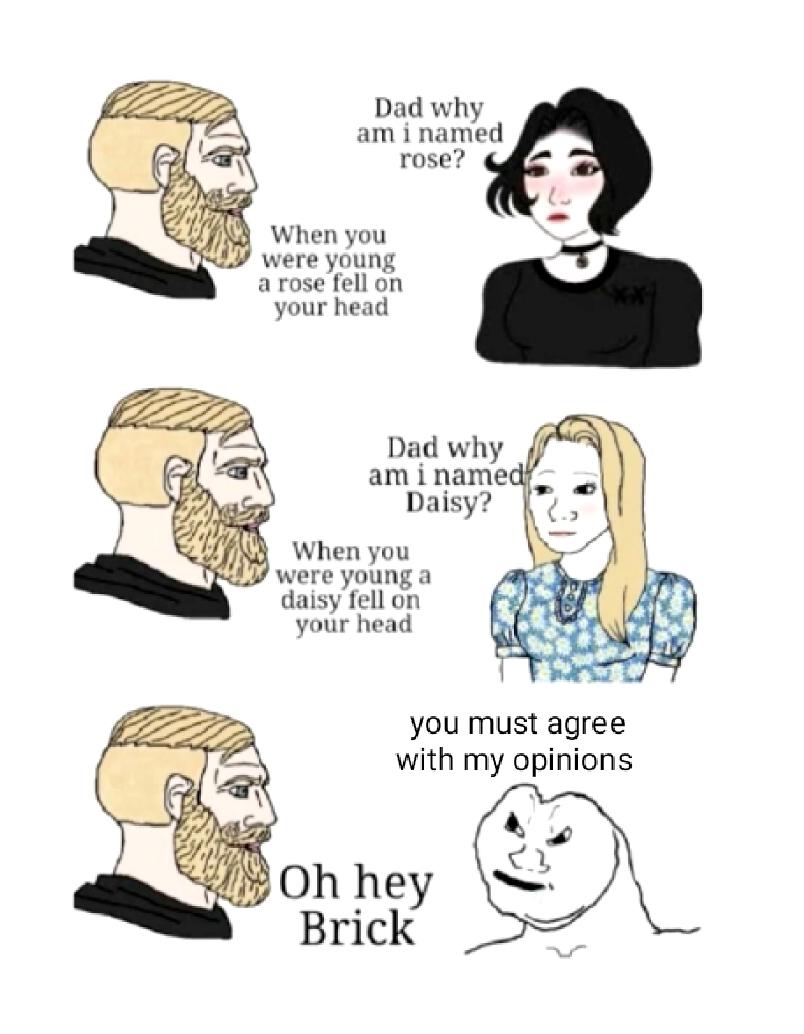 Dad why
am i named
rose?
When you
were young
a rose fell on
your head
Dad why
am i named
Daisy?
When you
were young a
daisy fell on
your head
you must agree
with my opinions
Oh hey
Brick